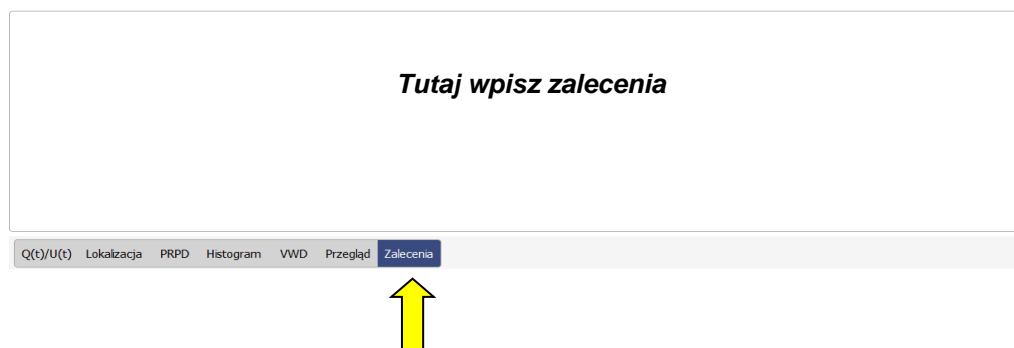 Tutaj wpisz zalecenia
Q(t)/U(t) Lokalizacja PRPD Histogram VWD Przegląd Zalecenia